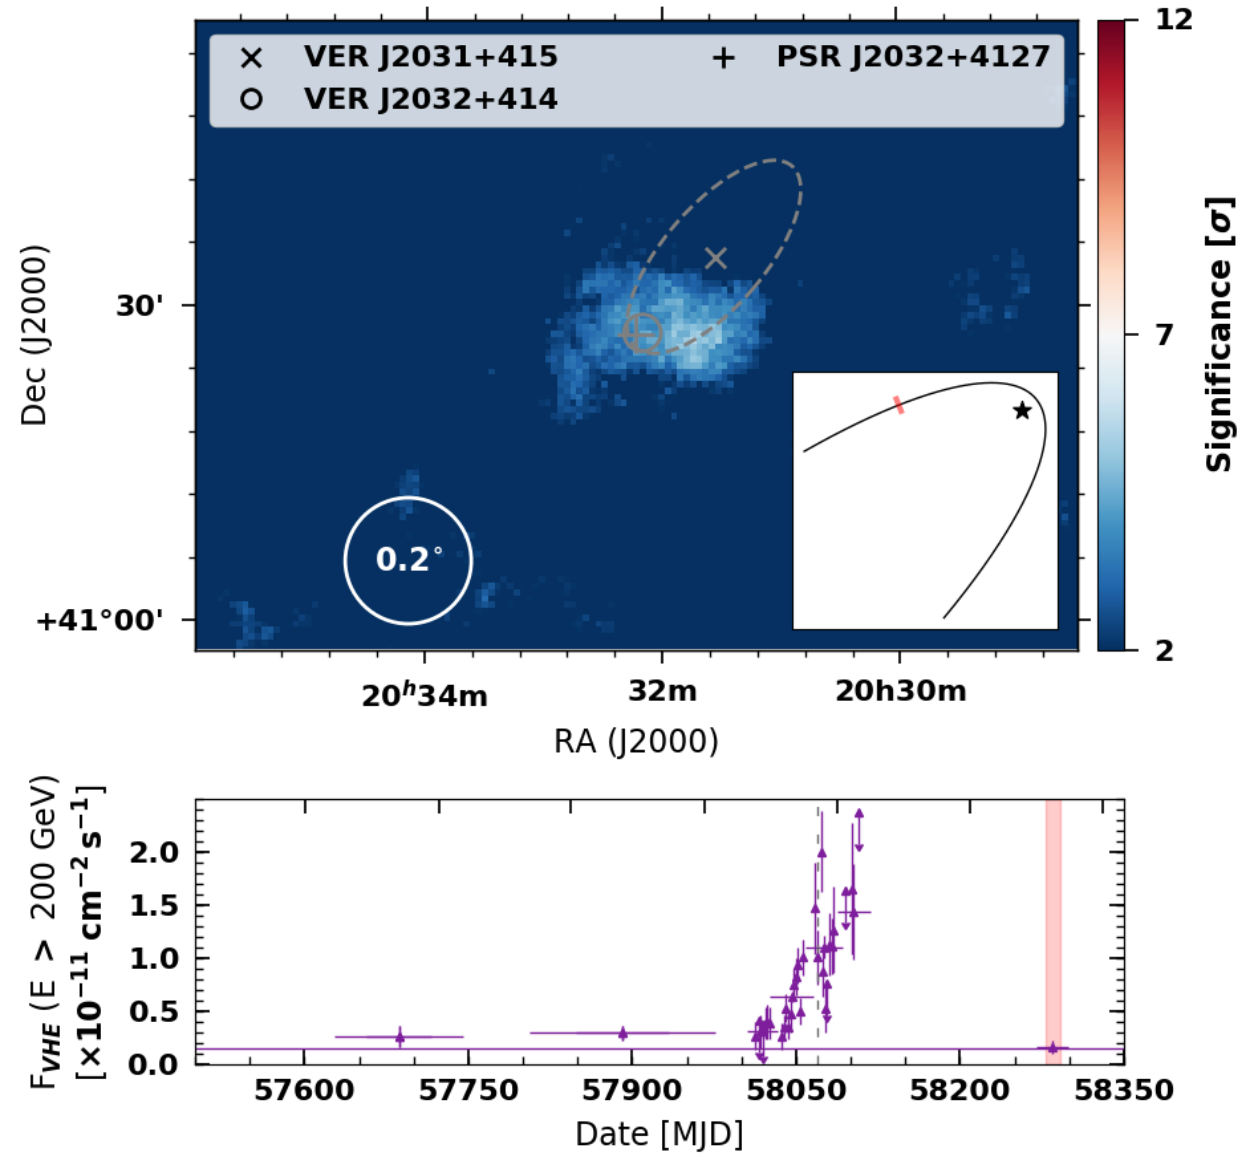 VER J2031+415
VER J2032+414
PSR J2032+4127
12
7
2
Significance [σ]
Dec (J2000)
30'
+41°00'
0.2°
20ʰ34m
32m
20h30m
RA (J2000)
F_VHE (E > 200 GeV)
[×10⁻¹¹ cm⁻² s⁻¹]
2.0
1.5
1.0
0.5
0.0
57600
57750
57900
58050
58200
58350
Date [MJD]